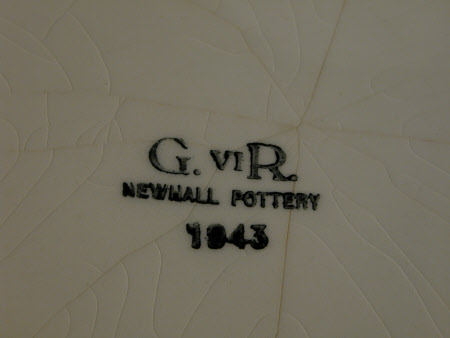 G. VI R.
NEWHALL POTTERY
1943